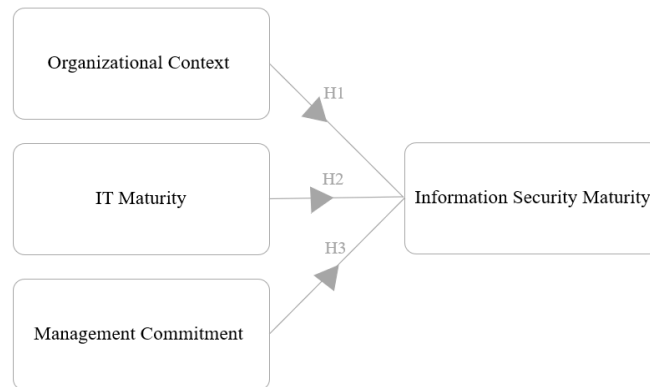 Organizational Context
H1
IT Maturity
H2
Information Security Maturity
H3
Management Commitment